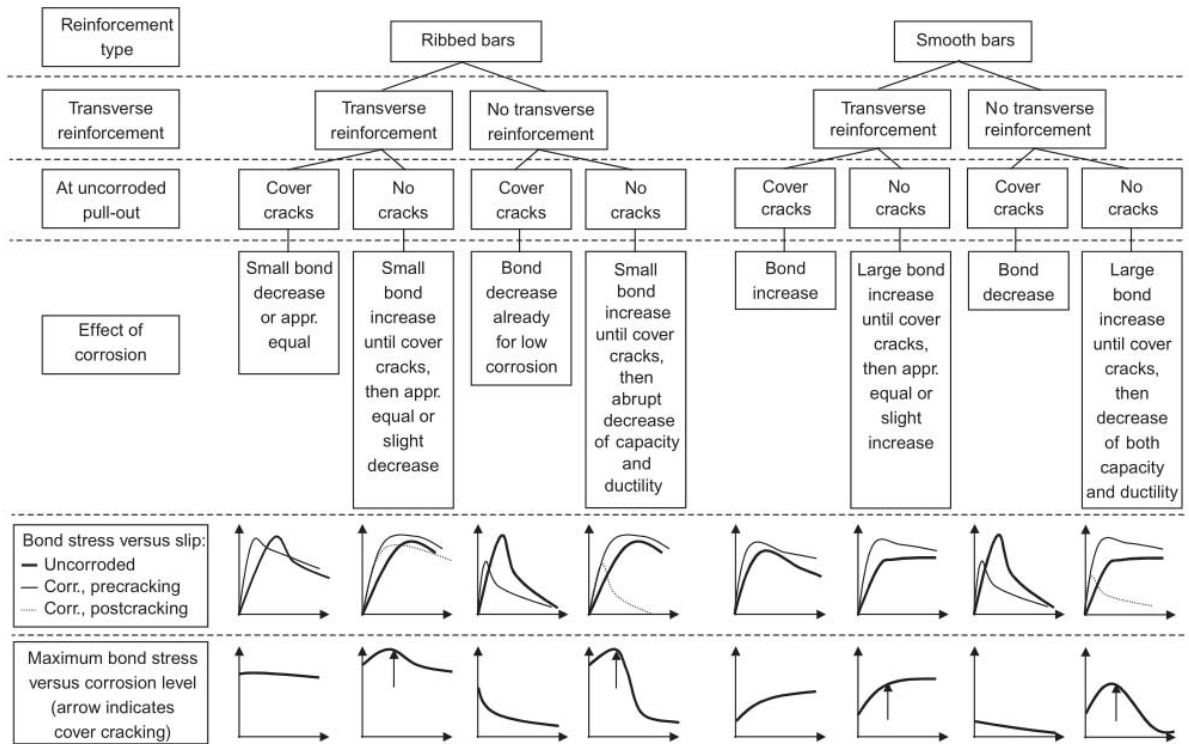 Reinforcement
type
Ribbed bars
Smooth bars
Transverse
reinforcement
Transverse
reinforcement
No transverse
reinforcement
Transverse
reinforcement
No transverse
reinforcement
At uncorroded
pull-out
Cover
cracks
No
cracks
Cover
cracks
No
cracks
Cover
cracks
No
cracks
Cover
cracks
No
cracks
Effect of
corrosion
Small bond
decrease
or appr.
equal
Small
bond
increase
until cover
cracks,
then appr.
equal or
slight
decrease
Bond
decrease
already
for low
corrosion
Small
bond
increase
until cover
cracks,
then
abrupt
decrease
of capacity
and
ductility
Bond
increase
Large bond
increase
until cover
cracks,
then appr.
equal or
slight
increase
Bond
decrease
Large
bond
increase
until cover
cracks,
then
decrease
of both
capacity
and ductility
Bond stress versus slip:
Uncorroded
Corr., precracking
Corr., postcracking
Maximum bond stress
versus corrosion level
(arrow indicates
cover cracking)